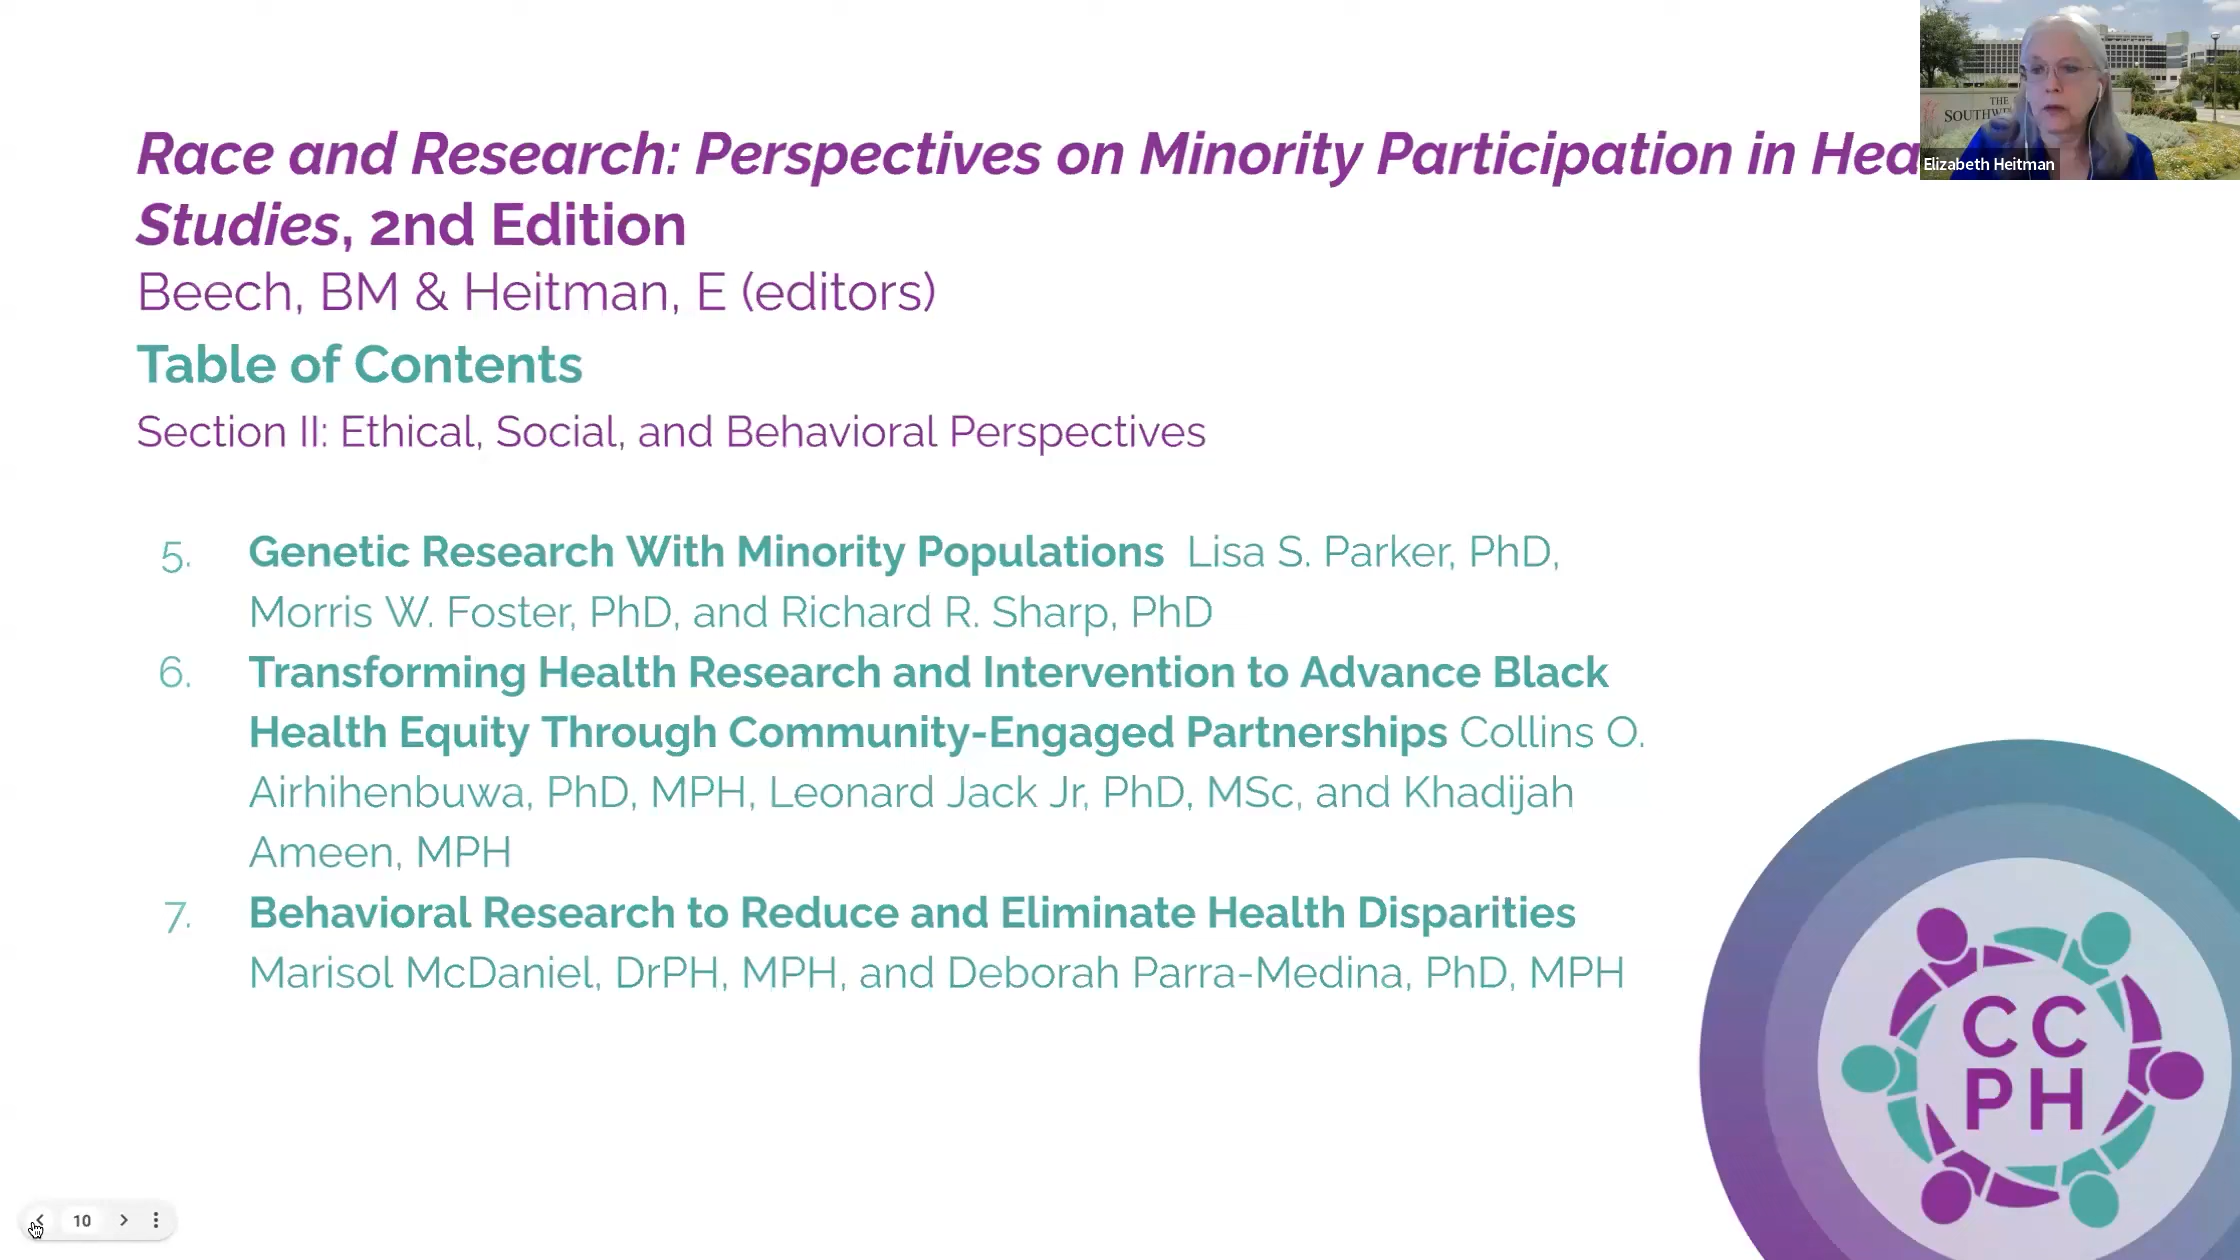 Race and Research: Perspectives on Minority Participation in Hea
Studies, 2nd Edition
Beech, BM & Heitman, E (editors)
Table of Contents
Section II: Ethical, Social, and Behavioral Perspectives
5. Genetic Research With Minority Populations Lisa S. Parker, PhD,
Morris W. Foster, PhD, and Richard R. Sharp, PhD
6. Transforming Health Research and Intervention to Advance Black
Health Equity Through Community-Engaged Partnerships Collins O.
Airhihenbuwa, PhD, MPH, Leonard Jack Jr, PhD, MSc, and Khadijah
Ameen, MPH
7. Behavioral Research to Reduce and Eliminate Health Disparities
Marisol McDaniel, DrPH, MPH, and Deborah Parra-Medina, PhD, MPH
THE
SOUTHW
Elizabeth Heitman
CC
PH
10